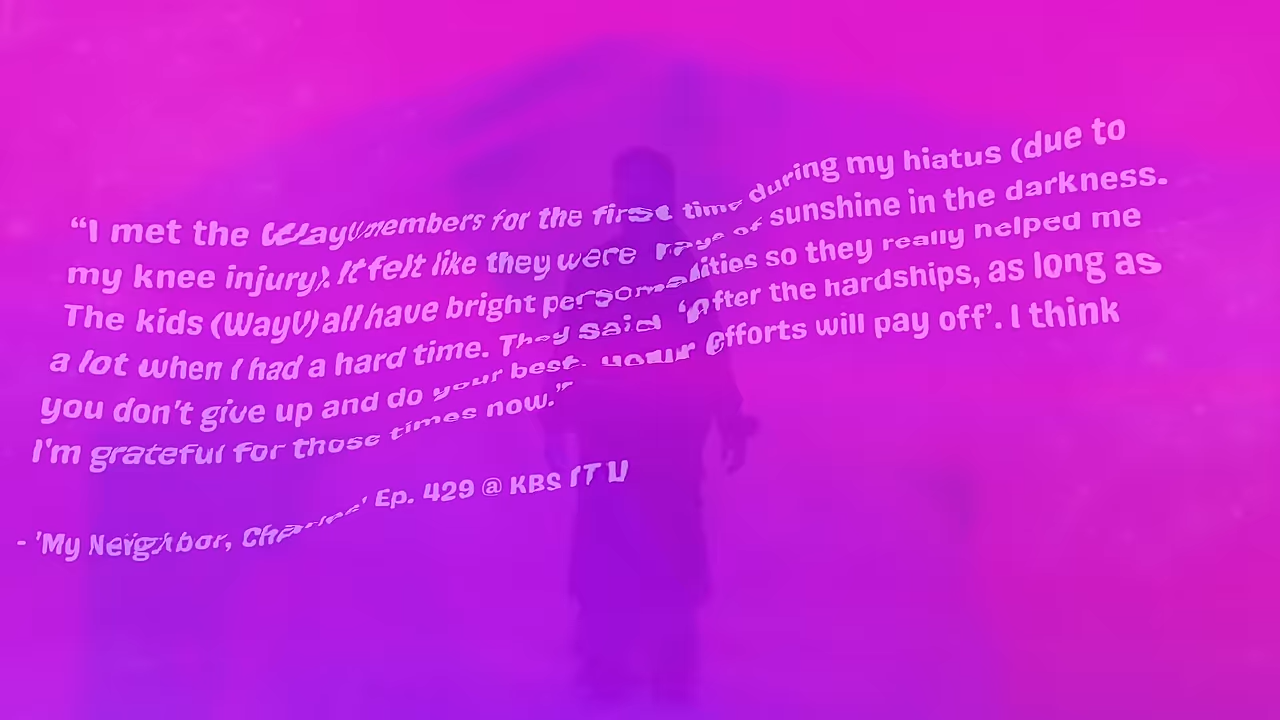 “I met the WayV members for the first time during my hiatus (due to
my knee injury). It felt like they were rays of sunshine in the darkness.
The kids (WayV) all have bright personalities so they really helped me
a lot when I had a hard time. They said ‘After the hardships, as long as
you don't give up and do your best, your efforts will pay off’. I think
I'm grateful for those times now.”
- 'My Neighbor, Charles' Ep. 429 @ KBS